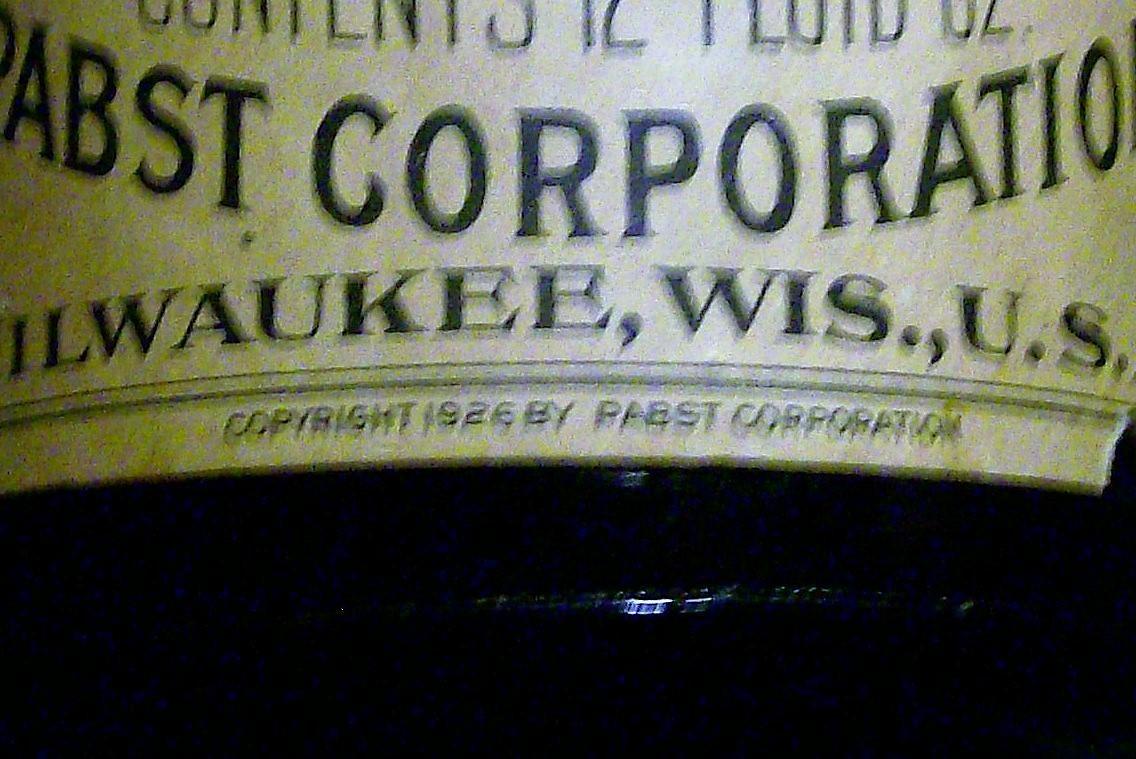 CONTENTS 12 FLUID OZ.
PABST CORPORATIO
ILWAUKEE, WIS., U.S.
COPYRIGHT 1926 BY PABST CORPORATION